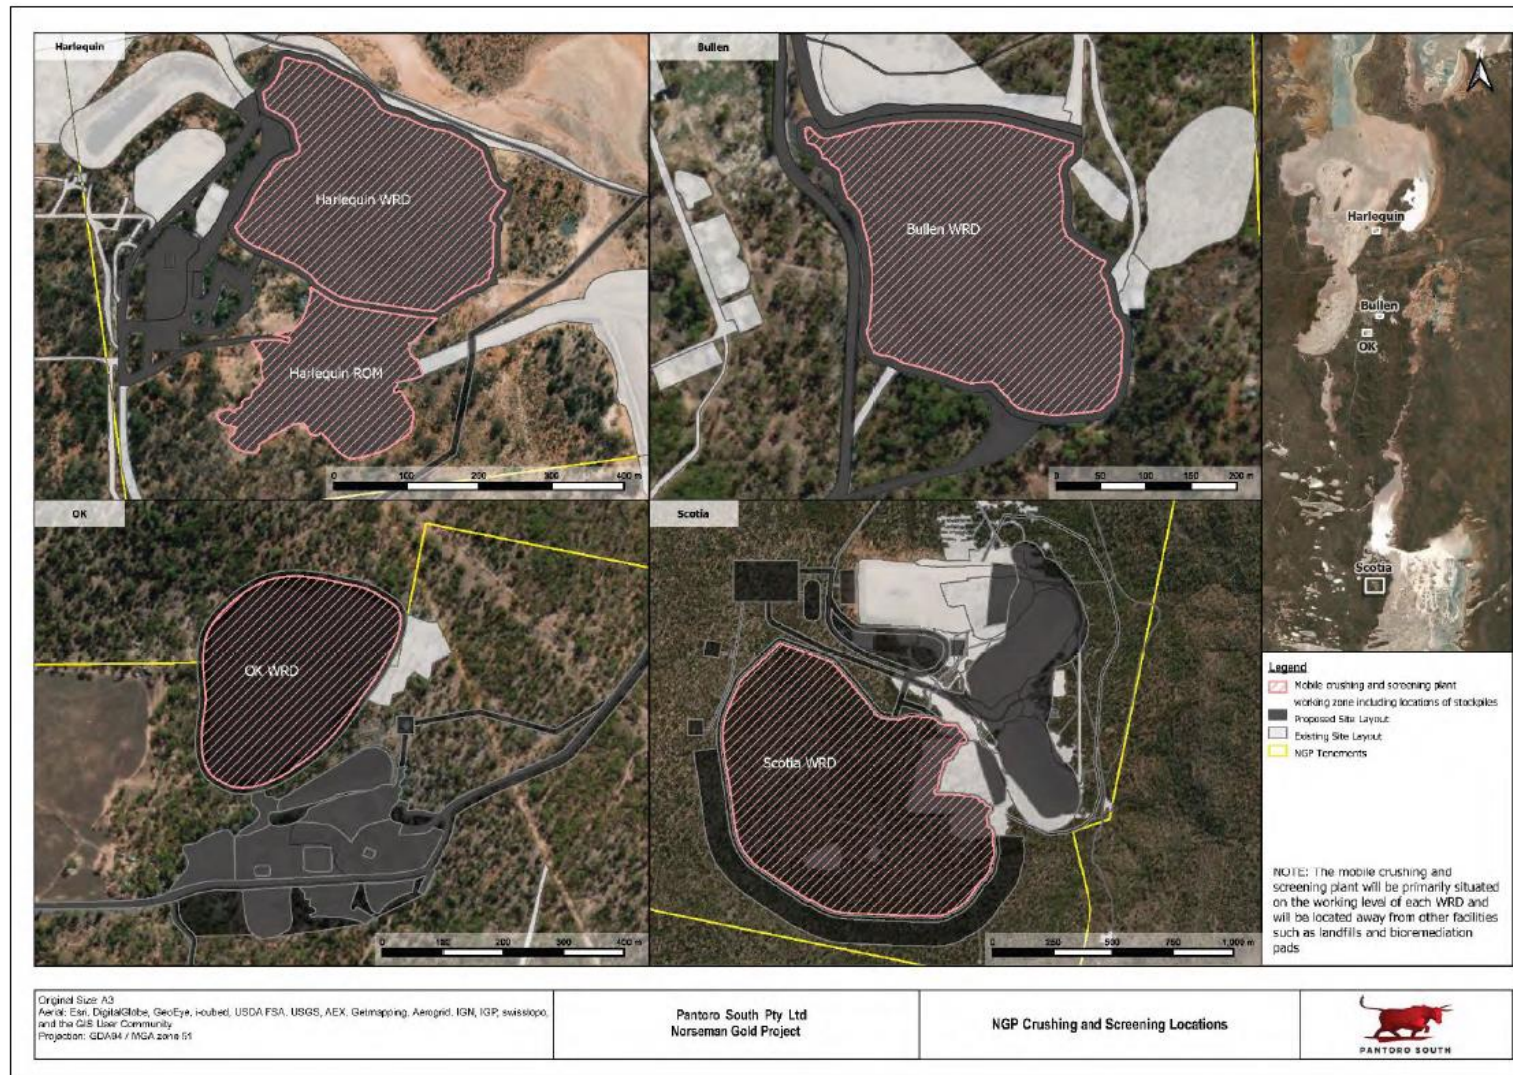 Harlequin
Harlequin WRD
Harlequin ROM
0 100 200 300 400 m
Bullen
Bullen WRD
0 50 100 150 200 m
OK
OK WRD
0 100 200 300 400 m
Scotia
Scotia WRD
0 250 500 750 1,000 m
Harlequin
Bullen
OK
Scotia
Legend
Mobile crushing and screening plant
working zone including locations of stockpiles
Proposed Site Layout
Existing Site Layout
NGP Tenements
NOTE: The mobile crushing and
screening plant will be primarily situated
on the working level of each WRD and
will be located away from other facilities
such as landfills and bioremediation
pads
Original Size: A3
Aerial: Esri, DigitalGlobe, GeoEye, i-cubed, USDA FSA, USGS, AEX, Getmapping, Aerogrid, IGN, IGP, swisstopo,
and the GIS User Community
Projection: GDA94 / MGA zone 51
Pantoro South Pty Ltd
Norseman Gold Project
NGP Crushing and Screening Locations
PANTORO SOUTH